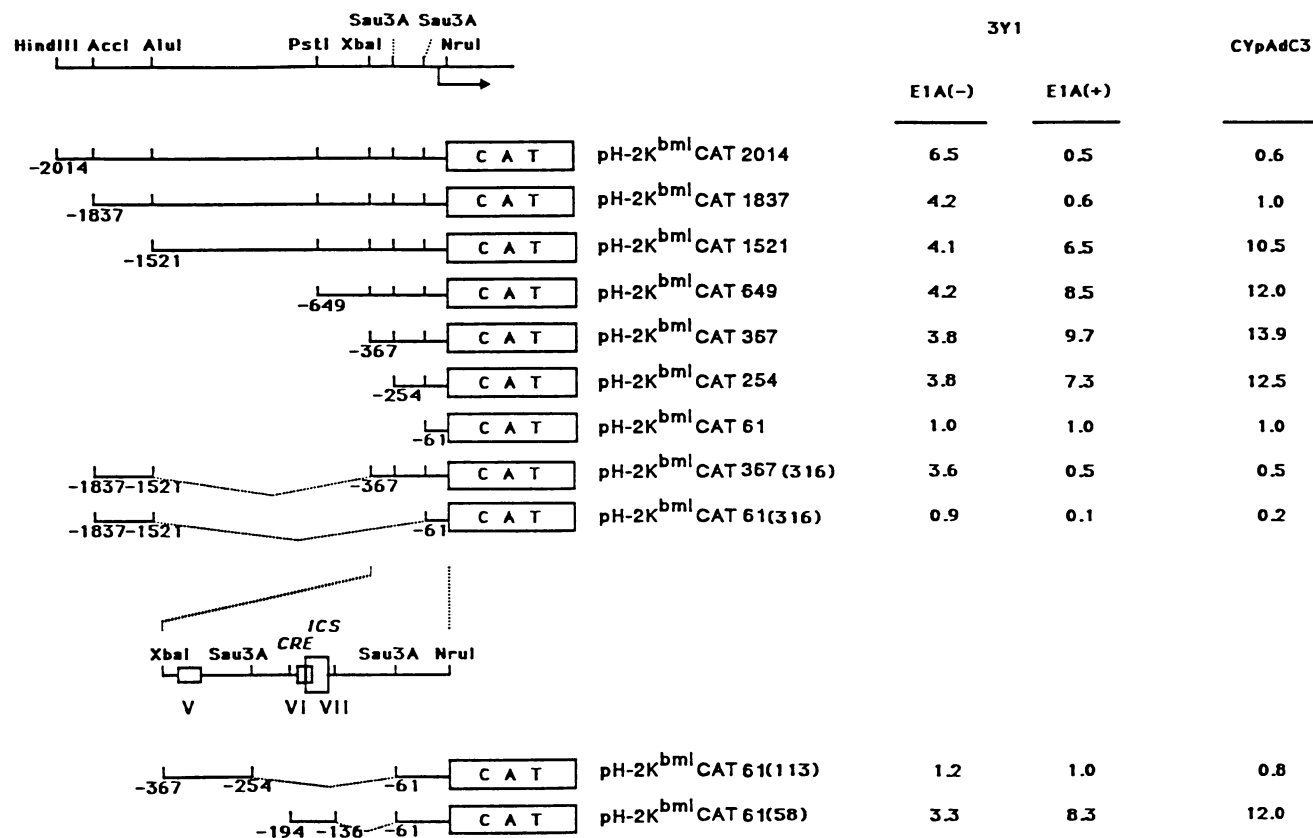 Sau3A Sau3A
HindIII AccI AluI PstI XbaI NruI
3Y1
CYpAdC3
E1A(-) E1A(+)
-2014 C A T pH-2K^bml CAT 2014 6.5 0.5 0.6
-1837 C A T pH-2K^bml CAT 1837 4.2 0.6 1.0
-1521 C A T pH-2K^bml CAT 1521 4.1 6.5 10.5
-649 C A T pH-2K^bml CAT 649 4.2 8.5 12.0
-367 C A T pH-2K^bml CAT 367 3.8 9.7 13.9
-254 C A T pH-2K^bml CAT 254 3.8 7.3 12.5
-61 C A T pH-2K^bml CAT 61 1.0 1.0 1.0
-1837 -1521 -367 C A T pH-2K^bml CAT 367(316) 3.6 0.5 0.5
-1837 -1521 -61 C A T pH-2K^bml CAT 61(316) 0.9 0.1 0.2
ICS
CRE
XbaI Sau3A Sau3A NruI
V VI VII
-367 -254 -61 C A T pH-2K^bml CAT 61(113) 1.2 1.0 0.8
-194 -136 -61 C A T pH-2K^bml CAT 61(58) 3.3 8.3 12.0